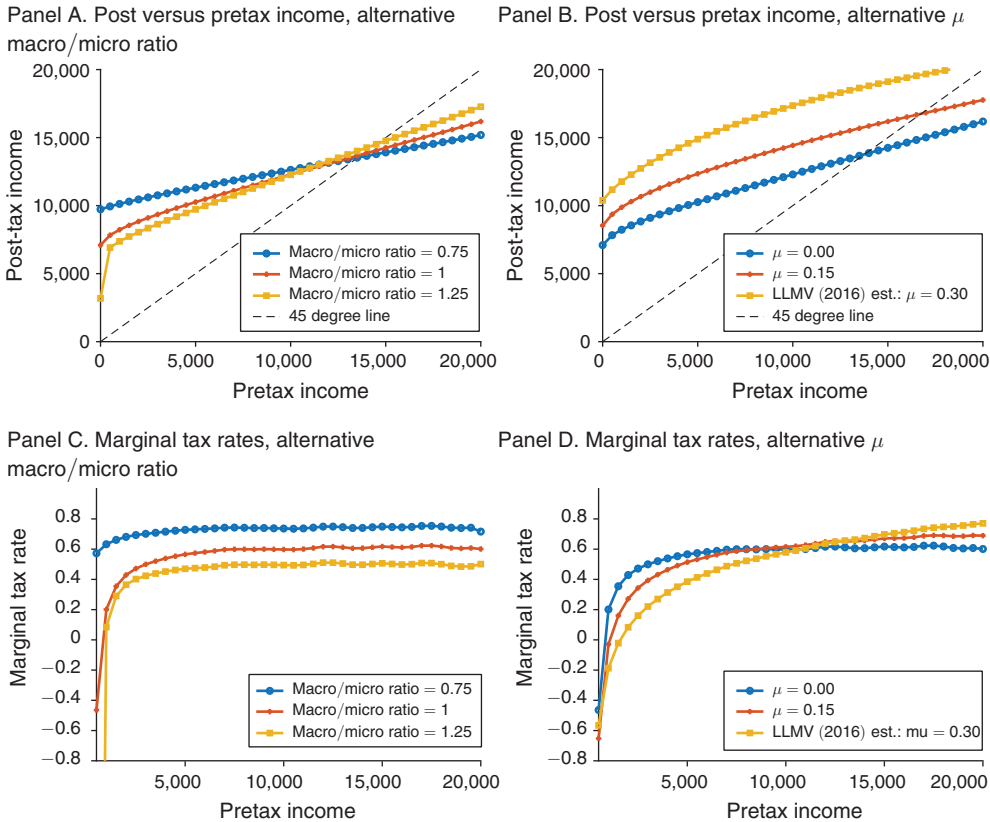 Panel A. Post versus pretax income, alternative
macro/micro ratio
20,000
15,000
10,000
5,000
0
Post-tax income
Macro/micro ratio = 0.75
Macro/micro ratio = 1
Macro/micro ratio = 1.25
45 degree line
0
5,000
10,000
15,000
20,000
Pretax income
Panel B. Post versus pretax income, alternative μ
20,000
15,000
10,000
5,000
0
Post-tax income
μ = 0.00
μ = 0.15
LLMV (2016) est.: μ = 0.30
45 degree line
0
5,000
10,000
15,000
20,000
Pretax income
Panel C. Marginal tax rates, alternative
macro/micro ratio
0.8
0.6
0.4
0.2
0
−0.2
−0.4
−0.6
−0.8
Marginal tax rate
Macro/micro ratio = 0.75
Macro/micro ratio = 1
Macro/micro ratio = 1.25
5,000
10,000
15,000
20,000
Pretax income
Panel D. Marginal tax rates, alternative μ
0.8
0.6
0.4
0.2
0
−0.2
−0.4
−0.6
−0.8
Marginal tax rate
μ = 0.00
μ = 0.15
LLMV (2016) est.: mu = 0.30
5,000
10,000
15,000
20,000
Pretax income